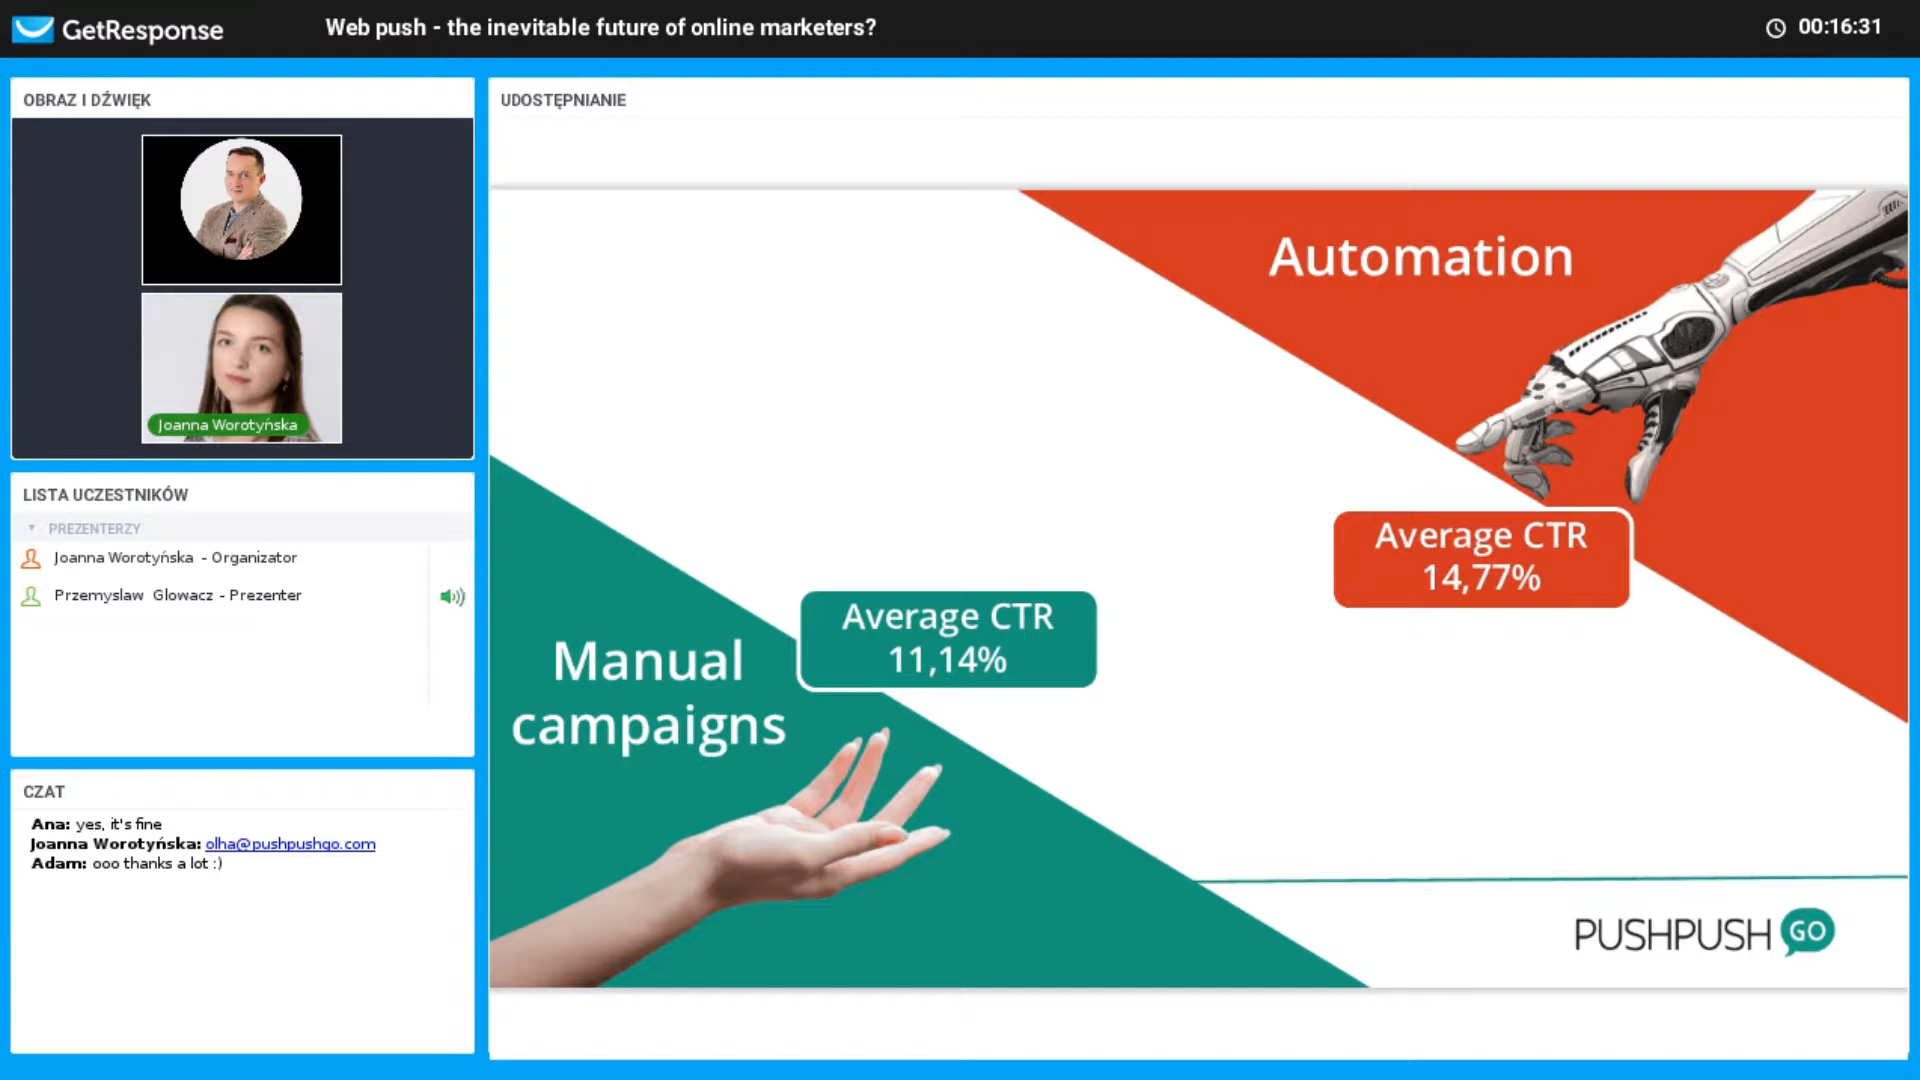 GetResponse
Web push - the inevitable future of online marketers?
00:16:31
OBRAZ I DŹWIĘK
Joanna Worotyńska
LISTA UCZESTNIKÓW
PREZENTERZY
Joanna Worotyńska - Organizator
Przemyslaw Glowacz - Prezenter
CZAT
Ana: yes, it's fine
Joanna Worotyńska: olha@pushpushgo.com
Adam: ooo thanks a lot :)
UDOSTĘPNIANIE
Automation
Average CTR
14,77%
Average CTR
11,14%
Manual
campaigns
PUSHPUSH GO